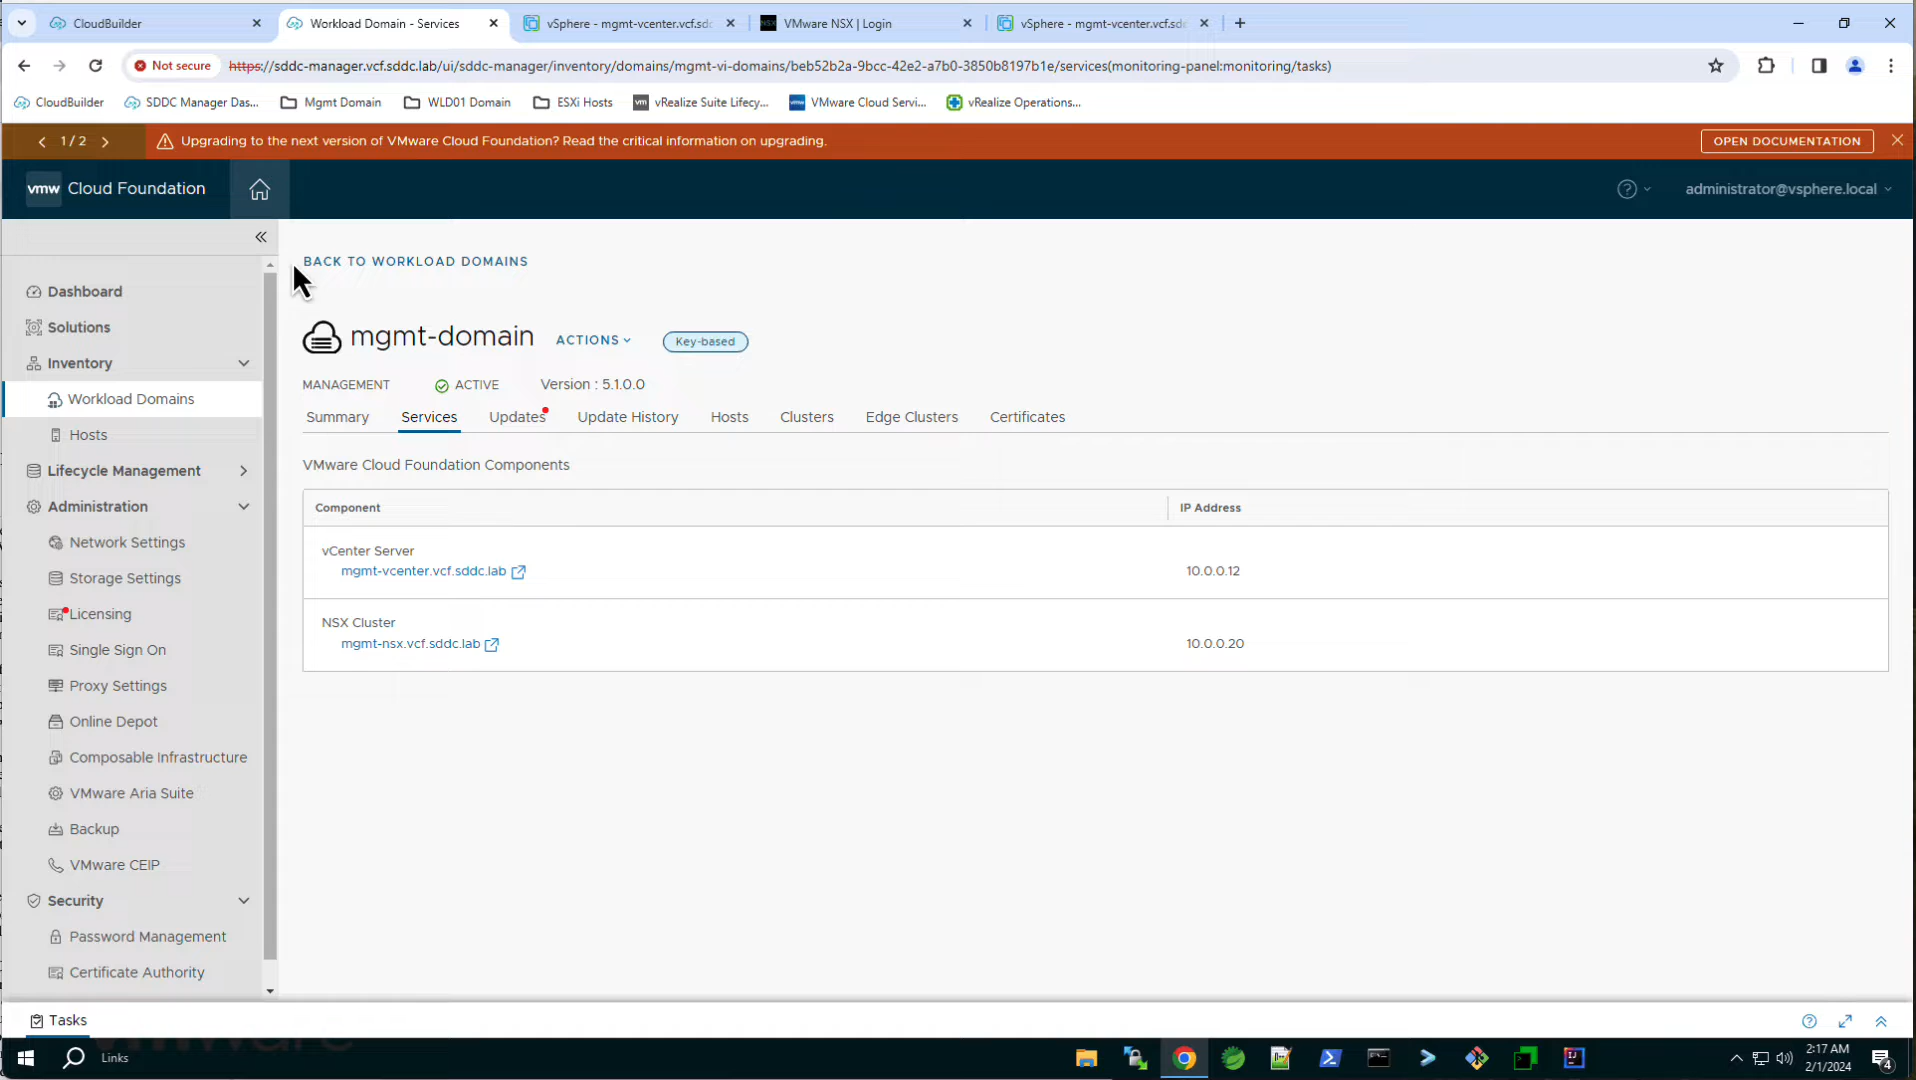 CloudBuilder
Workload Domain - Services
vSphere - mgmt-vcenter.vcf.sdd
VMware NSX | Login
vSphere - mgmt-vcenter.vcf.sdd
Not secure
https://sddc-manager.vcf.sddc.lab/ui/sddc-manager/inventory/domains/mgmt-vi-domains/beb52b2a-9bcc-42e2-a7b0-3850b8197b1e/services(monitoring-panel:monitoring/tasks)
CloudBuilder
SDDC Manager Das...
Mgmt Domain
WLD01 Domain
ESXi Hosts
vRealize Suite Lifecy...
VMware Cloud Servi...
vRealize Operations...
1 / 2
Upgrading to the next version of VMware Cloud Foundation? Read the critical information on upgrading.
OPEN DOCUMENTATION
vmw Cloud Foundation
administrator@vsphere.local
Dashboard
Solutions
Inventory
Workload Domains
Hosts
Lifecycle Management
Administration
Network Settings
Storage Settings
Licensing
Single Sign On
Proxy Settings
Online Depot
Composable Infrastructure
VMware Aria Suite
Backup
VMware CEIP
Security
Password Management
Certificate Authority
BACK TO WORKLOAD DOMAINS
mgmt-domain
ACTIONS
Key-based
MANAGEMENT
ACTIVE
Version : 5.1.0.0
Summary
Services
Updates
Update History
Hosts
Clusters
Edge Clusters
Certificates
VMware Cloud Foundation Components
Component
IP Address
vCenter Server
mgmt-vcenter.vcf.sddc.lab
10.0.0.12
NSX Cluster
mgmt-nsx.vcf.sddc.lab
10.0.0.20
Tasks
Links
2:17 AM
2/1/2024
4